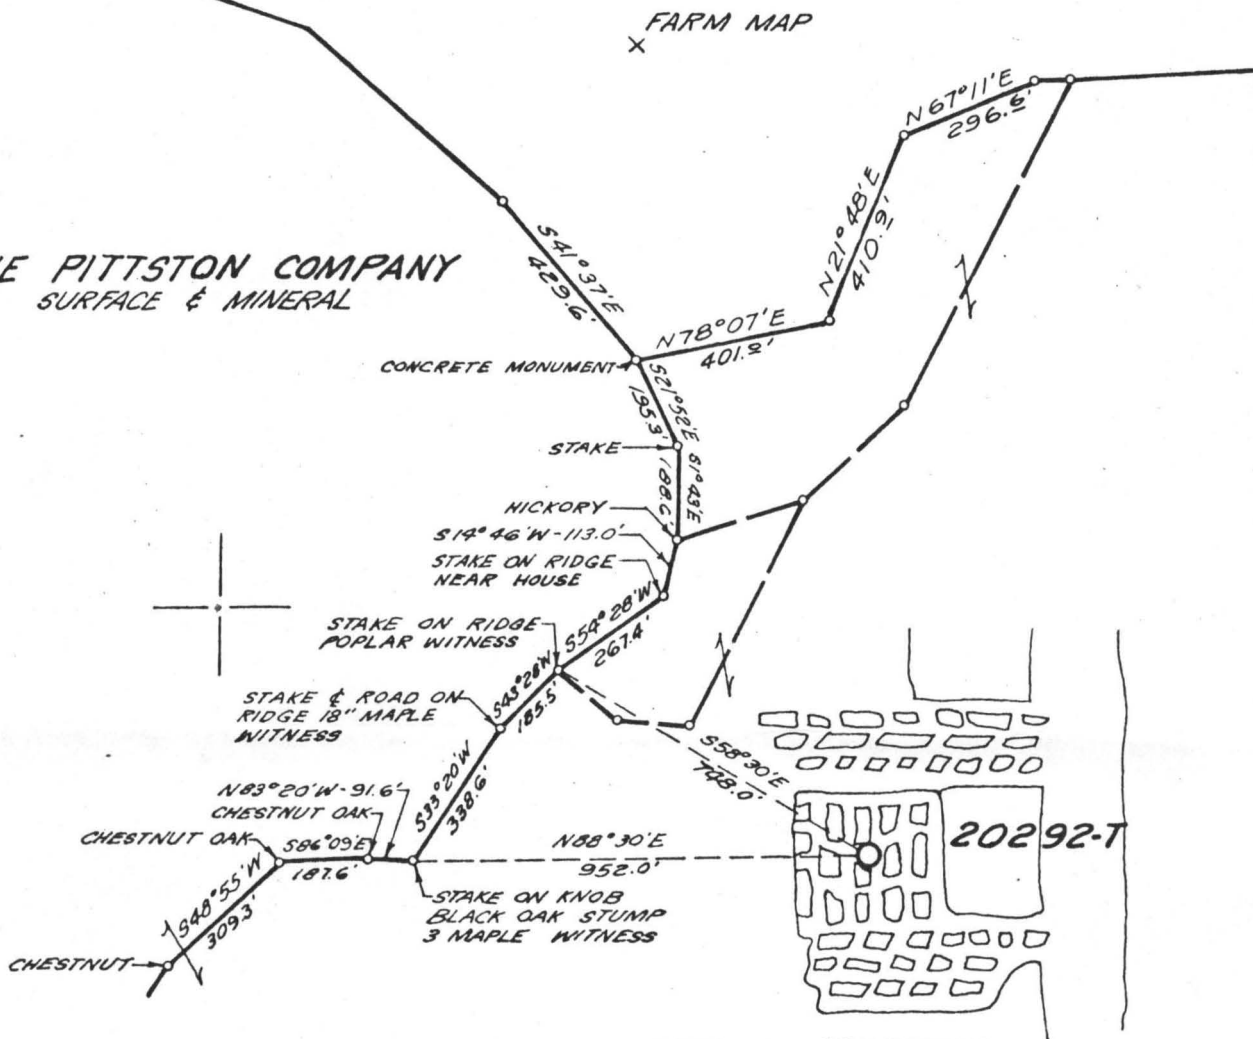 FARM MAP
N67°11'E
296.6'
S41°37'E
429.6'
N21°48'E
410.9'
E PITTSTON COMPANY
SURFACE & MINERAL
N78°07'E
401.2'
CONCRETE MONUMENT
S21°52'E
195.3'
STAKE
S1°43'E
HICKORY
S14°46'W-113.0'
STAKE ON RIDGE
NEAR HOUSE
S54°28'W
267.4'
STAKE ON RIDGE
POPLAR WITNESS
S43°28'W
185.5'
STAKE & ROAD ON
RIDGE 18" MAPLE
WITNESS
S58°30'E
748.0'
N83°20'W-91.6'
CHESTNUT OAK
S33°20'W
338.6'
CHESTNUT OAK
S86°09'E
187.6'
N88°30'E
952.0'
20292-T
S48°55'W
309.3'
STAKE ON KNOB
BLACK OAK STUMP
3 MAPLE WITNESS
CHESTNUT